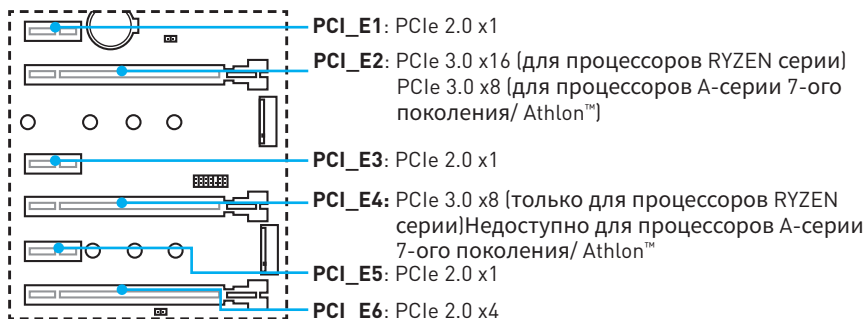 PCI_E1: PCIe 2.0 x1
PCI_E2: PCIe 3.0 x16 (для процессоров RYZEN серии)
PCIe 3.0 x8 (для процессоров А-серии 7-ого
поколения/ Athlon™)
PCI_E3: PCIe 2.0 x1
PCI_E4: PCIe 3.0 x8 (только для процессоров RYZEN
серии)Недоступно для процессоров А-серии
7-ого поколения/ Athlon™
PCI_E5: PCIe 2.0 x1
PCI_E6: PCIe 2.0 x4